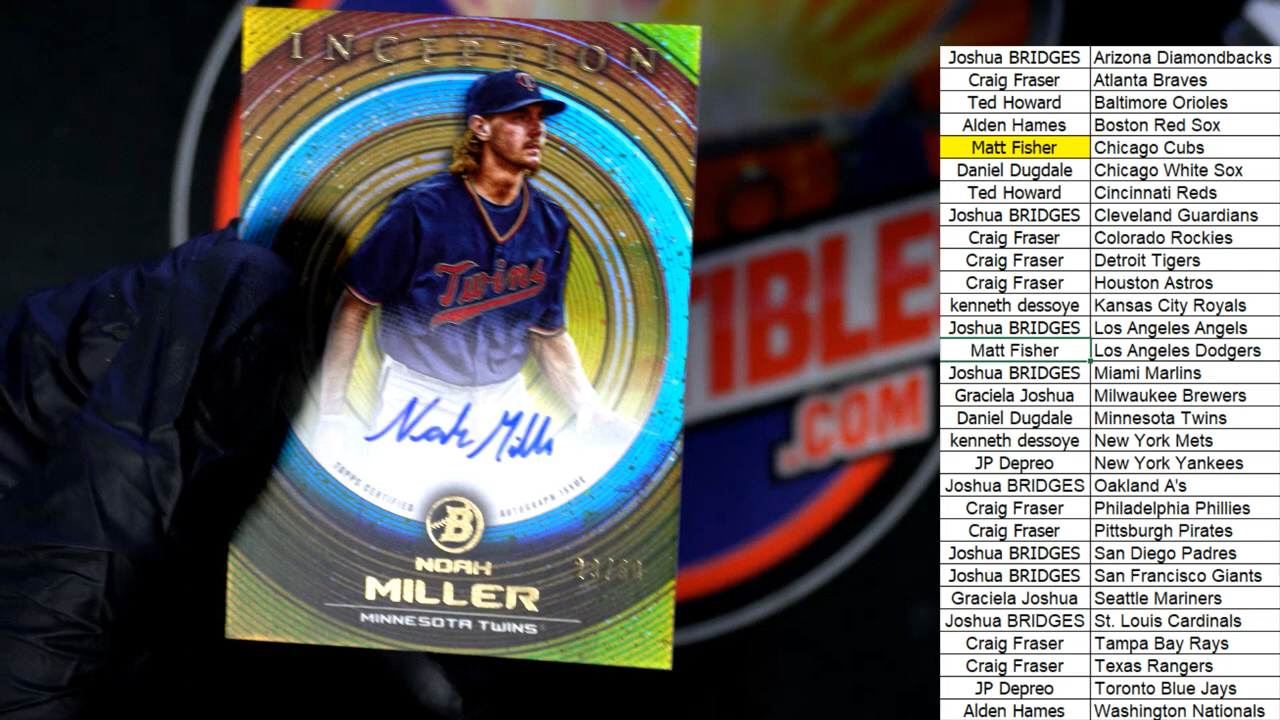 INCEPTION
Twins
Noah Miller
TOPPS CERTIFIED
AUTOGRAPH ISSUE
B
NOAH
MILLER
MINNESOTA TWINS
IBLE
.COM
Joshua BRIDGES Arizona Diamondbacks
Craig Fraser Atlanta Braves
Ted Howard Baltimore Orioles
Alden Hames Boston Red Sox
Matt Fisher Chicago Cubs
Daniel Dugdale Chicago White Sox
Ted Howard Cincinnati Reds
Joshua BRIDGES Cleveland Guardians
Craig Fraser Colorado Rockies
Craig Fraser Detroit Tigers
Craig Fraser Houston Astros
kenneth dessoye Kansas City Royals
Joshua BRIDGES Los Angeles Angels
Matt Fisher Los Angeles Dodgers
Joshua BRIDGES Miami Marlins
Graciela Joshua Milwaukee Brewers
Daniel Dugdale Minnesota Twins
kenneth dessoye New York Mets
JP Depreo New York Yankees
Joshua BRIDGES Oakland A's
Craig Fraser Philadelphia Phillies
Craig Fraser Pittsburgh Pirates
Joshua BRIDGES San Diego Padres
Joshua BRIDGES San Francisco Giants
Graciela Joshua Seattle Mariners
Joshua BRIDGES St. Louis Cardinals
Craig Fraser Tampa Bay Rays
Craig Fraser Texas Rangers
JP Depreo Toronto Blue Jays
Alden Hames Washington Nationals